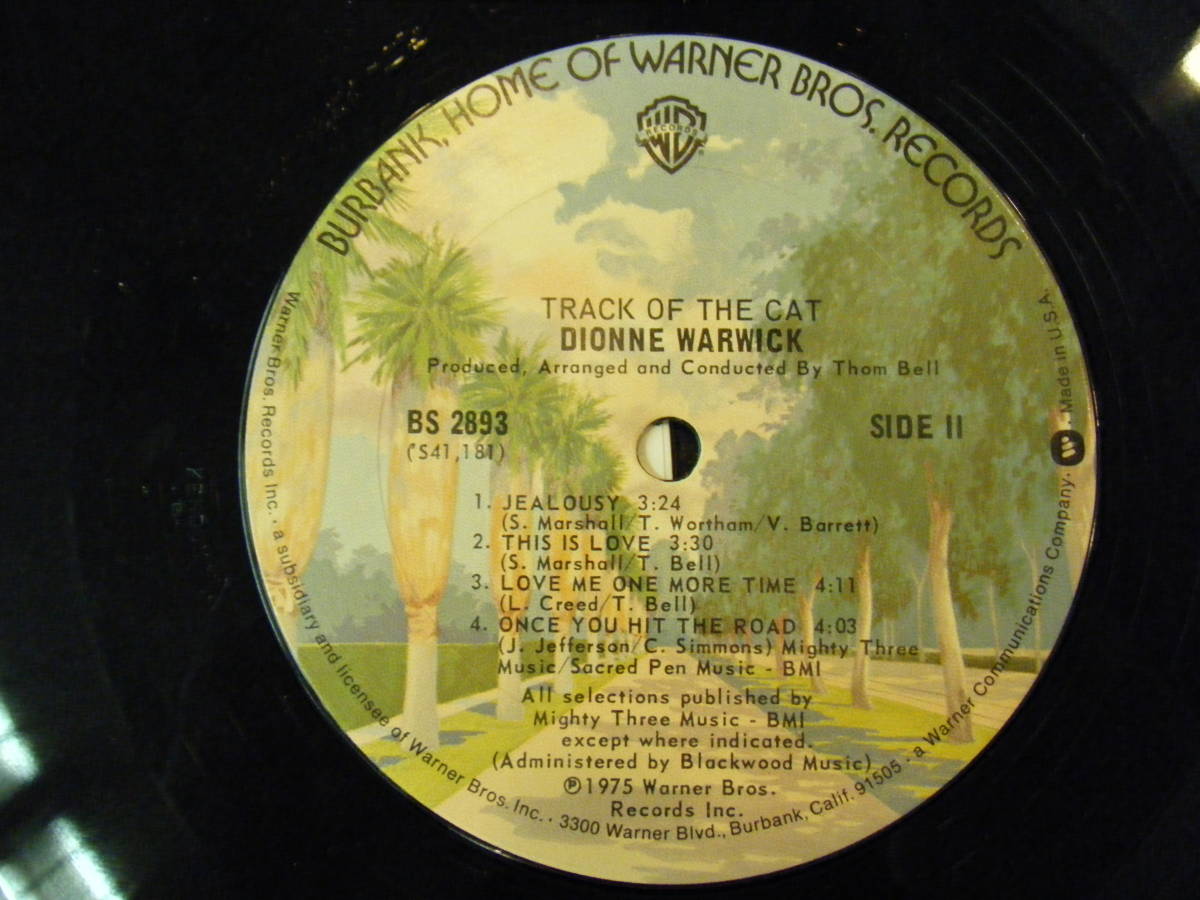 BURBANK, HOME OF WARNER BROS. RECORDS
RECORDS
TRACK OF THE CAT
DIONNE WARWICK
Produced, Arranged and Conducted By Thom Bell
BS 2893
SIDE II
(S41,181)
1. JEALOUSY 3:24
(S. Marshall/T. Wortham/V. Barrett)
2. THIS IS LOVE 3:30
(S. Marshall/T. Bell)
3. LOVE ME ONE MORE TIME 4:11
(L. Creed/T. Bell)
4. ONCE YOU HIT THE ROAD 4:03
(J. Jefferson/C. Simmons) Mighty Three
Music/Sacred Pen Music - BMI
All selections published by
Mighty Three Music - BMI
except where indicated.
(Administered by Blackwood Music)
℗1975 Warner Bros.
Records Inc.
Warner Bros. Records Inc. · a subsidiary and licensee of Warner Bros. Inc. · 3300 Warner Blvd., Burbank, Calif. 91505 · a Warner Communications Company. · Made in U.S.A.